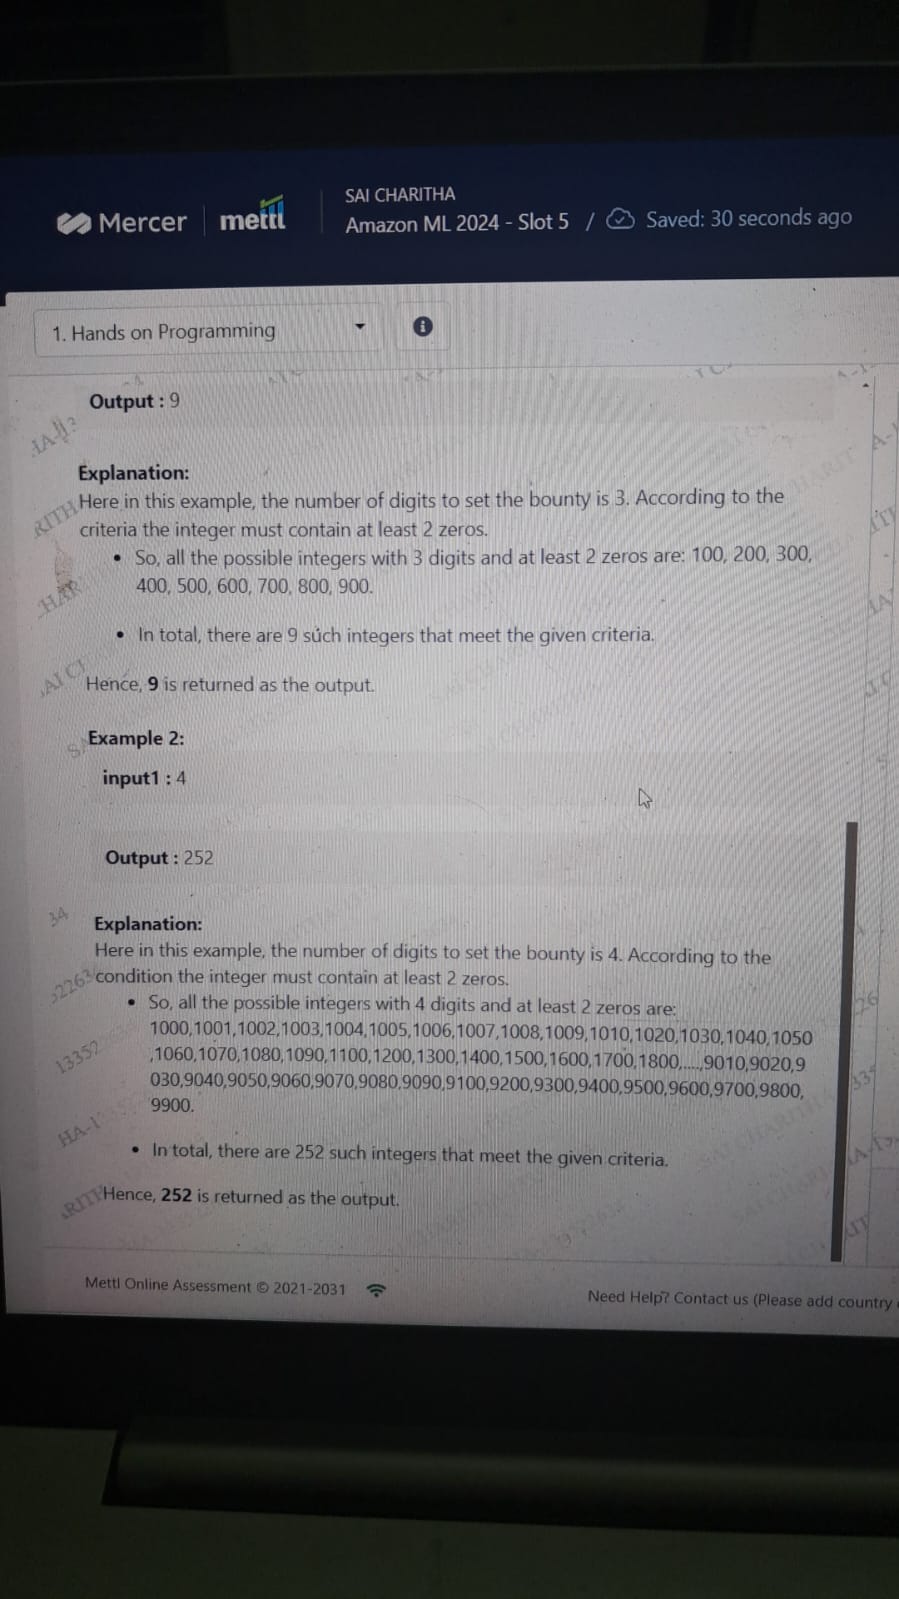 Mercer mettl
SAI CHARITHA
Amazon ML 2024 - Slot 5 / Saved: 30 seconds ago
1. Hands on Programming
Output : 9
Explanation:
Here in this example, the number of digits to set the bounty is 3. According to the
criteria the integer must contain at least 2 zeros.
• So, all the possible integers with 3 digits and at least 2 zeros are: 100, 200, 300,
400, 500, 600, 700, 800, 900.
• In total, there are 9 such integers that meet the given criteria.
Hence, 9 is returned as the output.
Example 2:
input1 : 4
Output : 252
Explanation:
Here in this example, the number of digits to set the bounty is 4. According to the
condition the integer must contain at least 2 zeros.
• So, all the possible integers with 4 digits and at least 2 zeros are:
1000,1001,1002,1003,1004,1005,1006,1007,1008,1009,1010,1020,1030,1040,1050
,1060,1070,1080,1090,1100,1200,1300,1400,1500,1600,1700,1800,....,9010,9020,9
030,9040,9050,9060,9070,9080,9090,9100,9200,9300,9400,9500,9600,9700,9800,
9900.
• In total, there are 252 such integers that meet the given criteria.
Hence, 252 is returned as the output.
Mettl Online Assessment © 2021-2031
Need Help? Contact us (Please add country